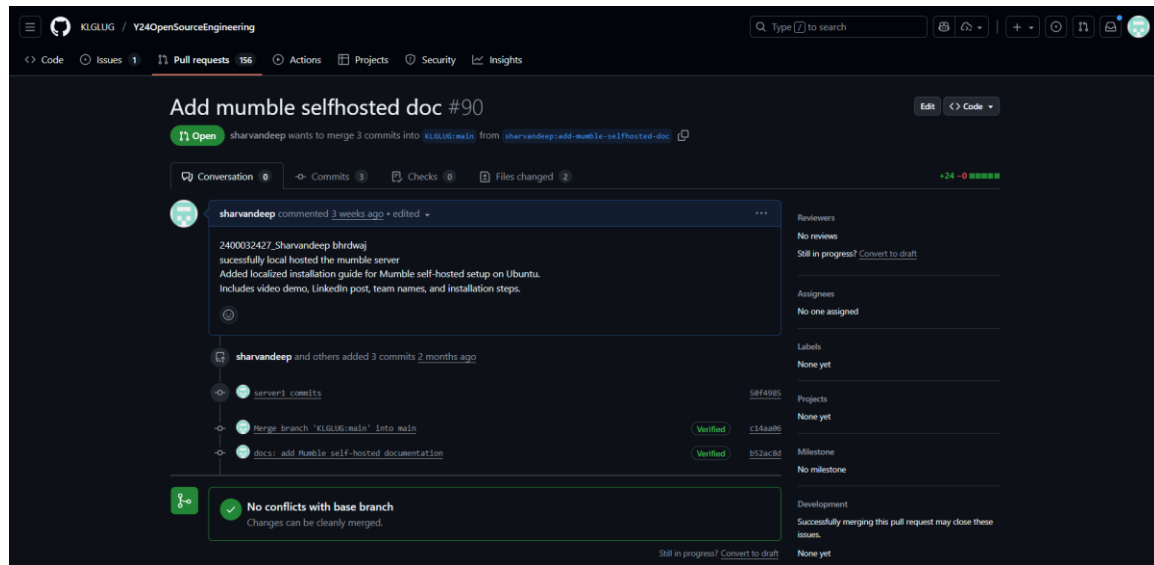 KLGLUG / Y24OpenSourceEngineering
Type / to search
Code
Issues 1
Pull requests 156
Actions
Projects
Security
Insights
Add mumble selfhosted doc #90
Edit
<> Code
Open
sharvandeep wants to merge 3 commits into KLGLUG:main from sharvandeep:add-mumble-selfhosted-doc
Conversation 0
Commits 3
Checks 0
Files changed 2
+24 −0
sharvandeep commented 3 weeks ago • edited
2400032427_Sharvandeep bhrdwaj
sucessfully local hosted the mumble server
Added localized installation guide for Mumble self-hosted setup on Ubuntu.
Includes video demo, LinkedIn post, team names, and installation steps.
sharvandeep and others added 3 commits 2 months ago
server1 commits
50f4985
Merge branch 'KLGLUG:main' into main
Verified
c14aa06
docs: add Mumble self-hosted documentation
Verified
b52ac8d
No conflicts with base branch
Changes can be cleanly merged.
Still in progress? Convert to draft
Reviewers
No reviews
Still in progress? Convert to draft
Assignees
No one assigned
Labels
None yet
Projects
None yet
Milestone
No milestone
Development
Successfully merging this pull request may close these
issues.
None yet